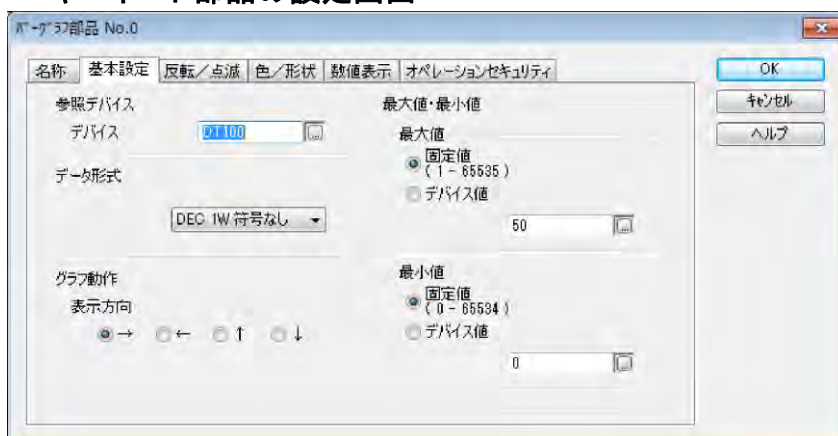 バーグラフ部品 No.0
名称 基本設定 反転／点滅 色／形状 数値表示 オペレーションセキュリティ
OK
キャンセル
ヘルプ
参照デバイス
デバイス DT100 ...
データ形式
DEC 1W 符号なし
グラフ動作
表示方向
→ ← ↑ ↓
最大値・最小値
最大値
固定値
( 1 - 65535 )
デバイス値
50 ...
最小値
固定値
( 0 - 65534 )
デバイス値
0 ...